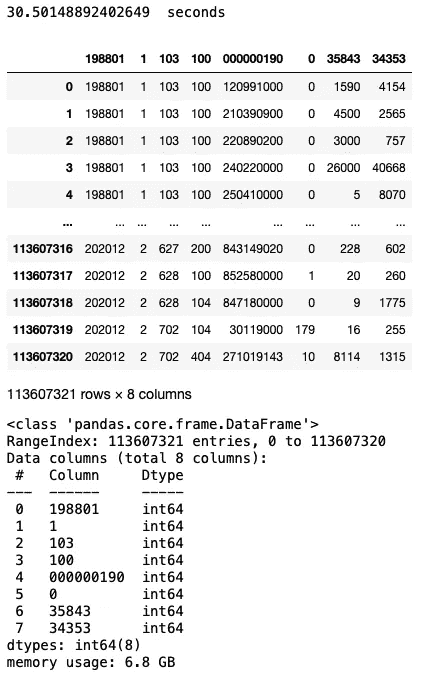 30.50148892402649  seconds
198801 1 103 100 000000190 0 35843 34353
0 198801 1 103 100 120991000 0 1590 4154
1 198801 1 103 100 210390900 0 4500 2565
2 198801 1 103 100 220890200 0 3000 757
3 198801 1 103 100 240220000 0 26000 40668
4 198801 1 103 100 250410000 0 5 8070
... ... ... ... ... ... ... ... ...
113607316 202012 2 627 200 843149020 0 228 602
113607317 202012 2 628 100 852580000 1 20 260
113607318 202012 2 628 104 847180000 0 9 1775
113607319 202012 2 702 104 30119000 179 16 255
113607320 202012 2 702 404 271019143 10 8114 1315
113607321 rows × 8 columns
<class 'pandas.core.frame.DataFrame'>
RangeIndex: 113607321 entries, 0 to 113607320
Data columns (total 8 columns):
 #   Column     Dtype
---  ------     -----
 0   198801     int64
 1   1          int64
 2   103        int64
 3   100        int64
 4   000000190  int64
 5   0          int64
 6   35843      int64
 7   34353      int64
dtypes: int64(8)
memory usage: 6.8 GB